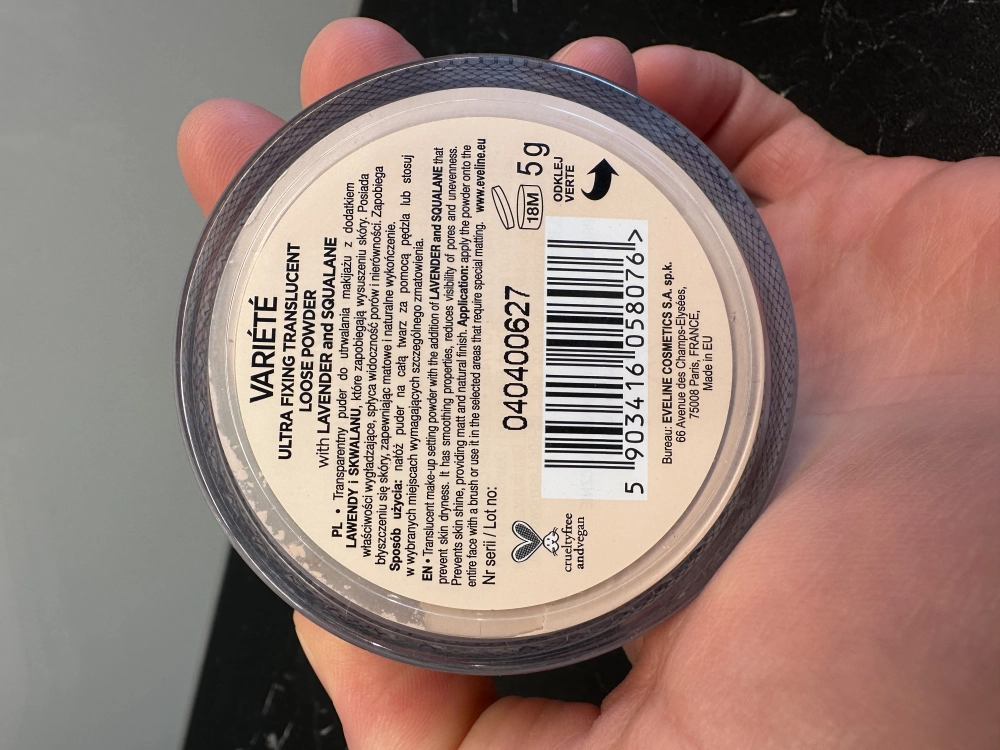 VARIÉTÉ
ULTRA FIXING TRANSLUCENT
LOOSE POWDER
with LAVENDER and SQUALANE
PL • Transparentny puder do utrwalania makijażu z dodatkiem
LAWENDY i SKWALANU, które zapobiegają wysuszeniu skóry. Posiada
właściwości wygładzające, spłyca widoczność porów i nierówności. Zapobiega
błyszczeniu się skóry, zapewniając matowe i naturalne wykończenie.
Sposób użycia: nałóż puder na całą twarz za pomocą pędzla lub stosuj
w wybranych miejscach wymagających szczególnego zmatowienia.
EN • Translucent make-up setting powder with the addition of LAVENDER and SQUALANE that
prevent skin dryness. It has smoothing properties, reduces visibility of pores and unevenness.
Prevents skin shine, providing matt and natural finish. Application: apply the powder onto the
entire face with a brush or use it in the selected areas that require special matting. www.eveline.eu
Nr serii / Lot no:
040400627
18M
5 g
ODKLEJ
VERTE
crueltyfree
andvegan
5 903416 058076>
Bureau: EVELINE COSMETICS S.A. sp.k.
66 Avenue des Champs-Elysées,
75008 Paris, FRANCE,
Made in EU